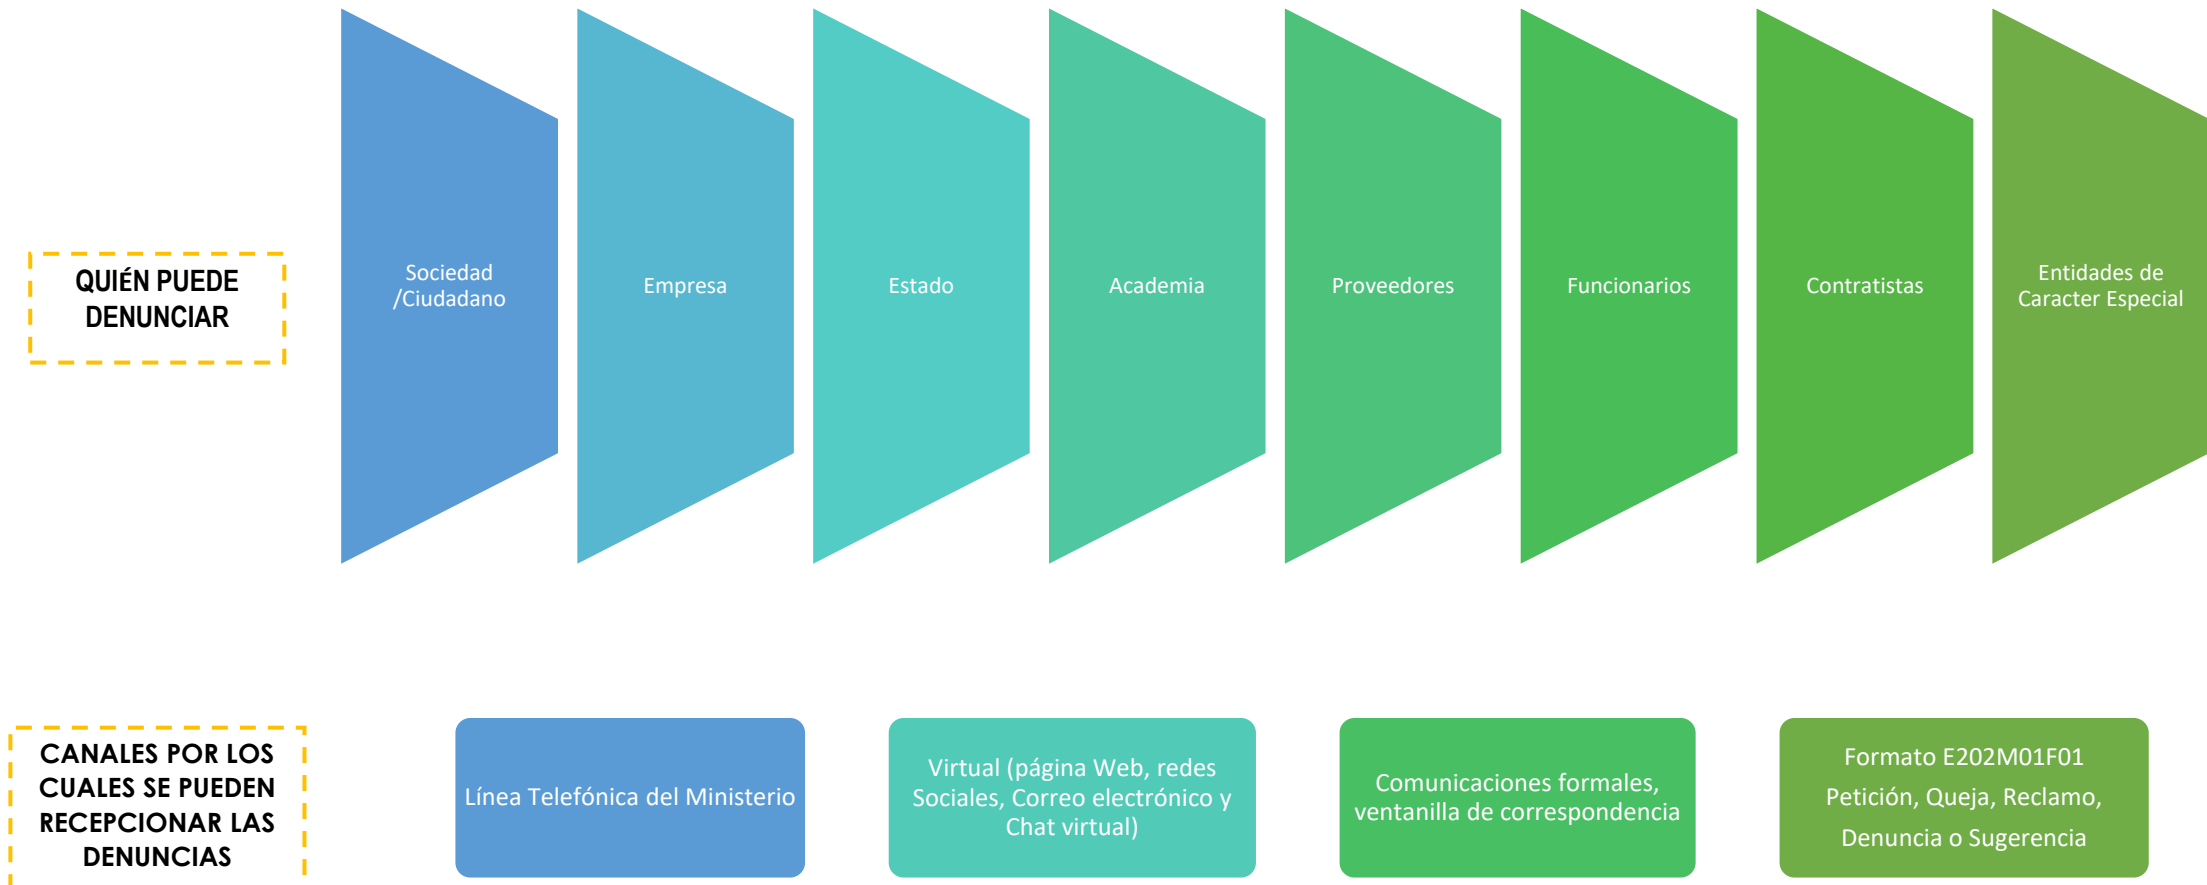 QUIÉN PUEDE
DENUNCIAR
Sociedad
/Ciudadano
Empresa
Estado
Academia
Proveedores
Funcionarios
Contratistas
Entidades de
Caracter Especial
CANALES POR LOS
CUALES SE PUEDEN
RECEPCIONAR LAS
DENUNCIAS
Línea Telefónica del Ministerio
Virtual (página Web, redes
Sociales, Correo electrónico y
Chat virtual)
Comunicaciones formales,
ventanilla de correspondencia
Formato E202M01F01
Petición, Queja, Reclamo,
Denuncia o Sugerencia